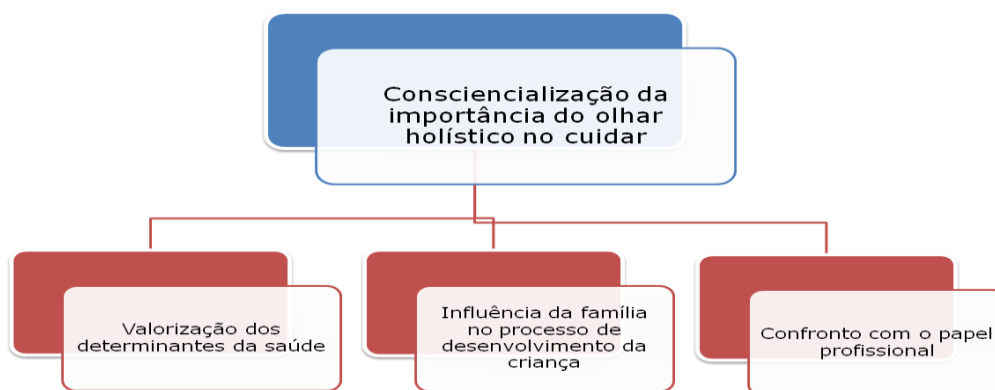 Consciencialização da
importância do olhar
holístico no cuidar
Valorização dos
determinantes da saúde
Influência da família
no processo de
desenvolvimento da
criança
Confronto com o papel
profissional